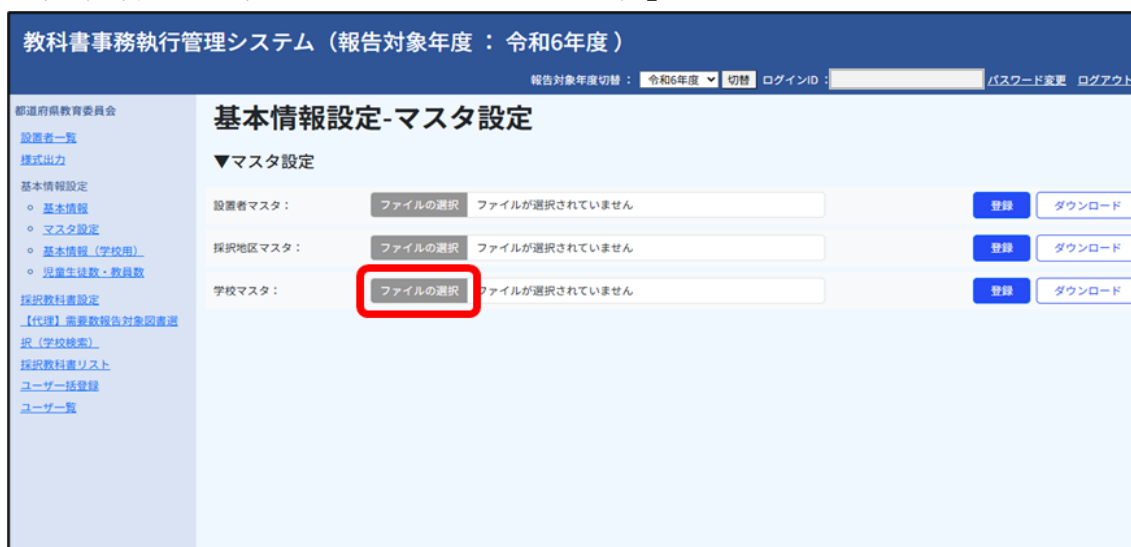 教科書事務執行管理システム（報告対象年度 ： 令和6年度 ）
報告対象年度切替： 令和6年度 切替 ログインID： パスワード変更 ログアウト
都道府県教育委員会
設置者一覧
様式出力
基本情報設定
基本情報
マスタ設定
基本情報（学校用）
児童生徒数・教員数
採択教科書設定
【代理】需要数報告対象図書選
択（学校検索）
採択教科書リスト
ユーザー括登録
ユーザー覧
基本情報設定-マスタ設定
▼マスタ設定
設置者マスタ： ファイルの選択 ファイルが選択されていません 登録 ダウンロード
採択地区マスタ： ファイルの選択 ファイルが選択されていません 登録 ダウンロード
学校マスタ： ファイルの選択 ファイルが選択されていません 登録 ダウンロード